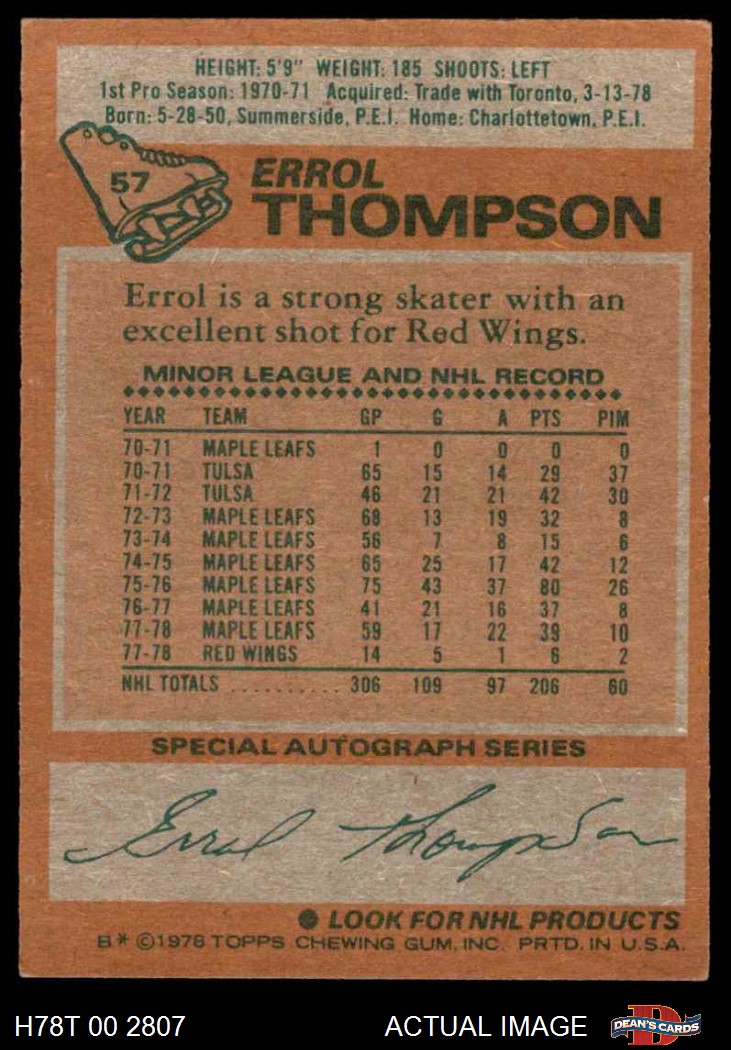 HEIGHT: 5'9" WEIGHT: 185 SHOOTS: LEFT
1st Pro Season: 1970-71 Acquired: Trade with Toronto, 3-13-78
Born: 5-28-50, Summerside, P.E.I. Home: Charlottetown, P.E.I.
57
ERROL
THOMPSON
Errol is a strong skater with an
excellent shot for Red Wings.
MINOR LEAGUE AND NHL RECORD
YEAR TEAM GP G A PTS PIM
70-71 MAPLE LEAFS 1 0 0 0 0
70-71 TULSA 65 15 14 29 37
71-72 TULSA 46 21 21 42 30
72-73 MAPLE LEAFS 68 13 19 32 8
73-74 MAPLE LEAFS 56 7 8 15 6
74-75 MAPLE LEAFS 65 25 17 42 12
75-76 MAPLE LEAFS 75 43 37 80 26
76-77 MAPLE LEAFS 41 21 16 37 8
77-78 MAPLE LEAFS 59 17 22 39 10
77-78 RED WINGS 14 5 1 6 2
NHL TOTALS .......... 306 109 97 206 60
SPECIAL AUTOGRAPH SERIES
Errol Thompson
● LOOK FOR NHL PRODUCTS
B* ©1978 TOPPS CHEWING GUM, INC. PRTD. IN U.S.A.
H78T 00 2807 ACTUAL IMAGE D DEAN'S CARDS